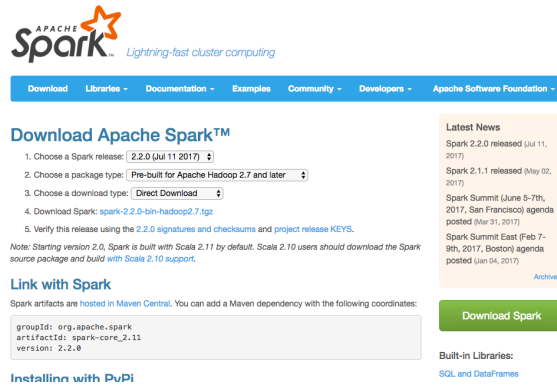 APACHE
Spark™
Lightning-fast cluster computing
Download Libraries Documentation Examples Community Developers Apache Software Foundation
Download Apache Spark™
1. Choose a Spark release: 2.2.0 (Jul 11 2017)
2. Choose a package type: Pre-built for Apache Hadoop 2.7 and later
3. Choose a download type: Direct Download
4. Download Spark: spark-2.2.0-bin-hadoop2.7.tgz
5. Verify this release using the 2.2.0 signatures and checksums and project release KEYS.
Note: Starting version 2.0, Spark is built with Scala 2.11 by default. Scala 2.10 users should download the Spark
source package and build with Scala 2.10 support.
Link with Spark
Spark artifacts are hosted in Maven Central. You can add a Maven dependency with the following coordinates:
groupId: org.apache.spark
artifactId: spark-core_2.11
version: 2.2.0
Installing with PyPi
Latest News
Spark 2.2.0 released (Jul 11,
2017)
Spark 2.1.1 released (May 02,
2017)
Spark Summit (June 5-7th,
2017, San Francisco) agenda
posted (Mar 31, 2017)
Spark Summit East (Feb 7-
9th, 2017, Boston) agenda
posted (Jan 04, 2017)
Archive
Download Spark
Built-in Libraries:
SQL and DataFrames